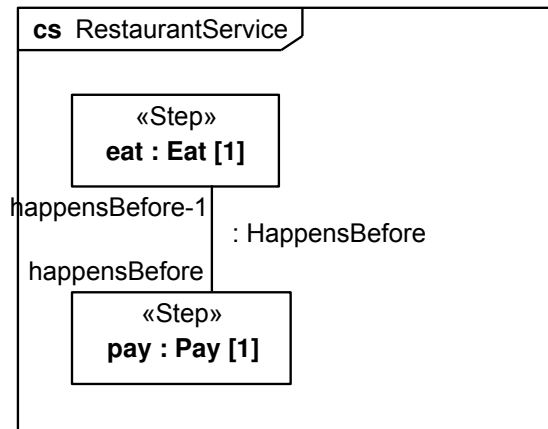 cs RestaurantService
«Step»
eat : Eat [1]
happensBefore-1
: HappensBefore
happensBefore
«Step»
pay : Pay [1]